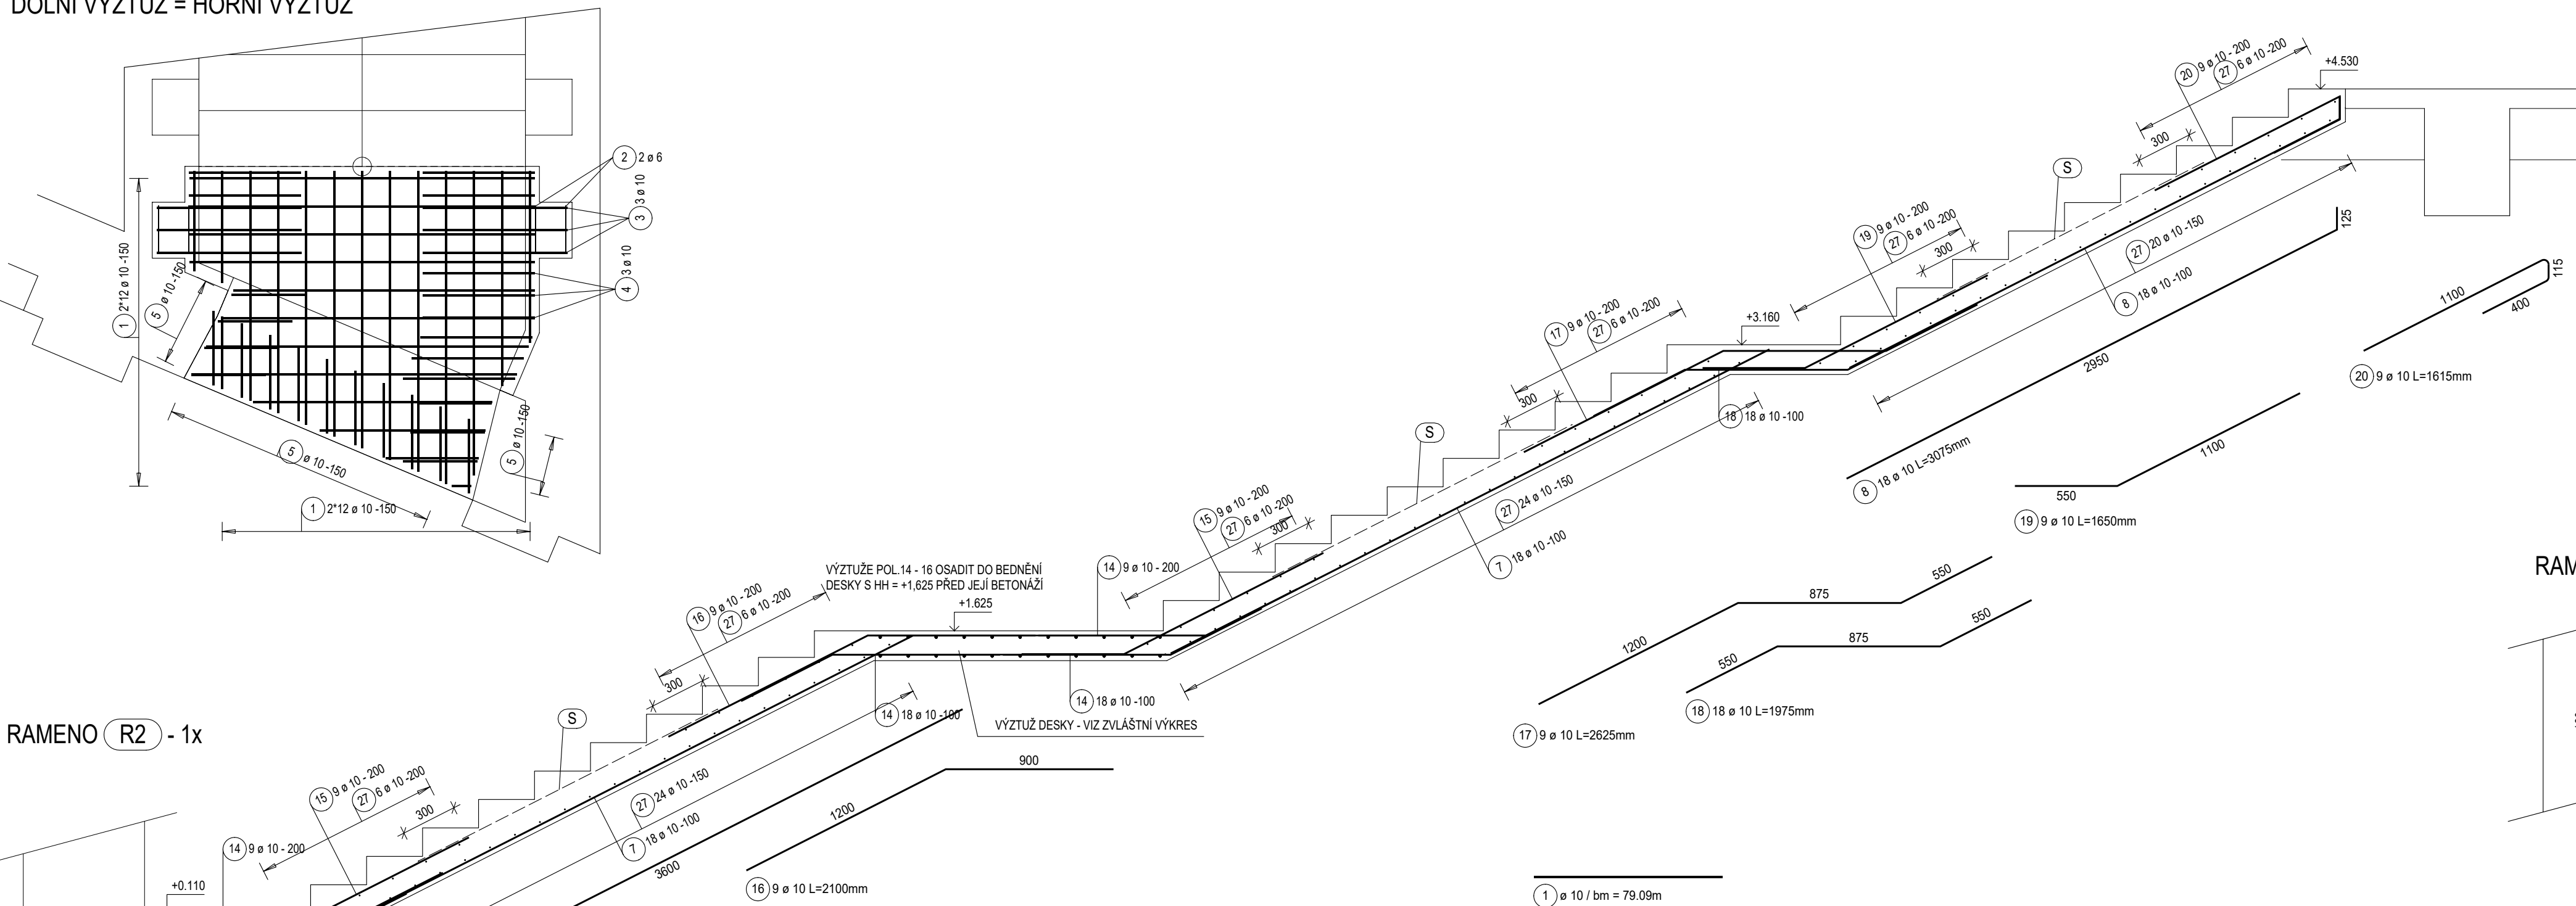 DOLNÍ VÝZTUŽ = HORNÍ VÝZTUŽ
2 2 ø 6
3 3 ø 10
4 3 ø 10
1 2*12 ø 10 -150
5 ø 10 -150
5 ø 10 -150
5 ø 10 -150
1 2*12 ø 10 -150
20 9 ø 10 - 200
27 6 ø 10 -200
300
+4.530
S
19 9 ø 10 - 200
27 6 ø 10 -200
300
27 20 ø 10 -150
8 18 ø 10 -100
125
2950
8 18 ø 10 L=3075mm
1100
115
400
20 9 ø 10 L=1615mm
550
1100
19 9 ø 10 L=1650mm
17 9 ø 10 - 200
27 6 ø 10 -200
300
+3.160
18 18 ø 10 -100
S
15 9 ø 10 - 200
27 6 ø 10 -200
300
27 24 ø 10 -150
7 18 ø 10 -100
1200
875
550
17 9 ø 10 L=2625mm
550
875
550
18 18 ø 10 L=1975mm
VÝZTUŽE POL.14 - 16 OSADIT DO BEDNĚNÍ
DESKY S HH = +1,625 PŘED JEJÍ BETONÁŽÍ
+1.625
14 9 ø 10 - 200
16 9 ø 10 - 200
27 6 ø 10 -200
300
14 18 ø 10 -100
14 18 ø 10 -100
VÝZTUŽ DESKY - VIZ ZVLÁŠTNÍ VÝKRES
RAMENO R2 - 1x
S
15 9 ø 10 - 200
27 6 ø 10 -200
300
27 24 ø 10 -150
7 18 ø 10 -100
3600
14 9 ø 10 - 200
+0.110
1200
900
16 9 ø 10 L=2100mm
1 ø 10 / bm = 79.09m
RAM